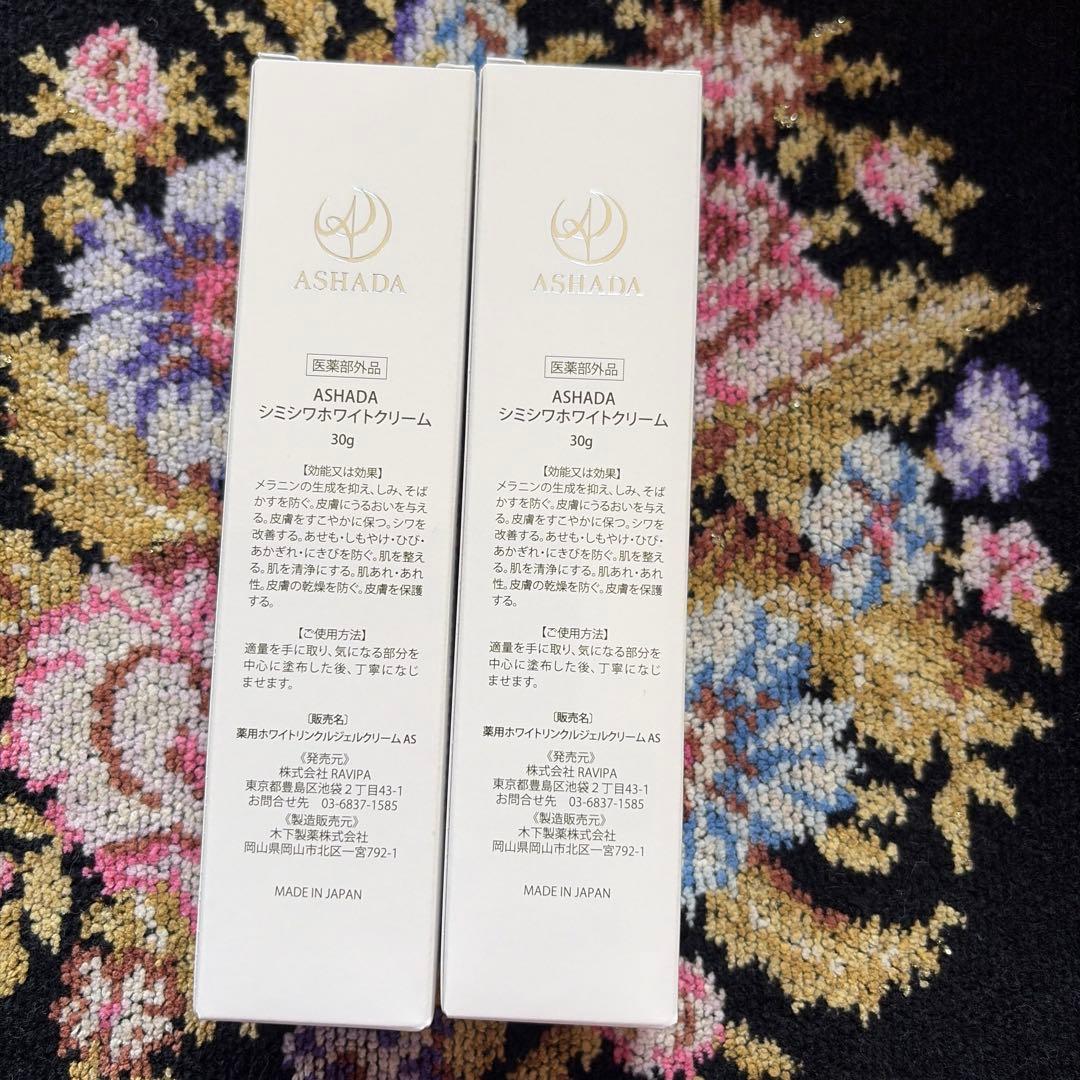 ASHADA
医薬部外品
ASHADA
シミシワホワイトクリーム
30g
【効能又は効果】
メラニンの生成を抑え、しみ、そば
かすを防ぐ。皮膚にうるおいを与え
る。皮膚をすこやかに保つ。シワを
改善する。あせも・しもやけ・ひび・
あかぎれ・にきびを防ぐ。肌を整え
る。肌を清浄にする。肌あれ・あれ
性。皮膚の乾燥を防ぐ。皮膚を保護
する。
【ご使用方法】
適量を手に取り、気になる部分を
中心に塗布した後、丁寧になじ
ませます。
〔販売名〕
薬用ホワイトリンクルジェルクリーム AS
《発売元》
株式会社 RAVIPA
東京都豊島区池袋2丁目43-1
お問合せ先 03-6837-1585
《製造販売元》
木下製薬株式会社
岡山県岡山市北区一宮792-1
MADE IN JAPAN
ASHADA
医薬部外品
ASHADA
シミシワホワイトクリーム
30g
【効能又は効果】
メラニンの生成を抑え、しみ、そば
かすを防ぐ。皮膚にうるおいを与え
る。皮膚をすこやかに保つ。シワを
改善する。あせも・しもやけ・ひび・
あかぎれ・にきびを防ぐ。肌を整え
る。肌を清浄にする。肌あれ・あれ
性。皮膚の乾燥を防ぐ。皮膚を保護
する。
【ご使用方法】
適量を手に取り、気になる部分を
中心に塗布した後、丁寧になじ
ませます。
〔販売名〕
薬用ホワイトリンクルジェルクリーム AS
《発売元》
株式会社 RAVIPA
東京都豊島区池袋2丁目43-1
お問合せ先 03-6837-1585
《製造販売元》
木下製薬株式会社
岡山県岡山市北区一宮792-1
MADE IN JAPAN